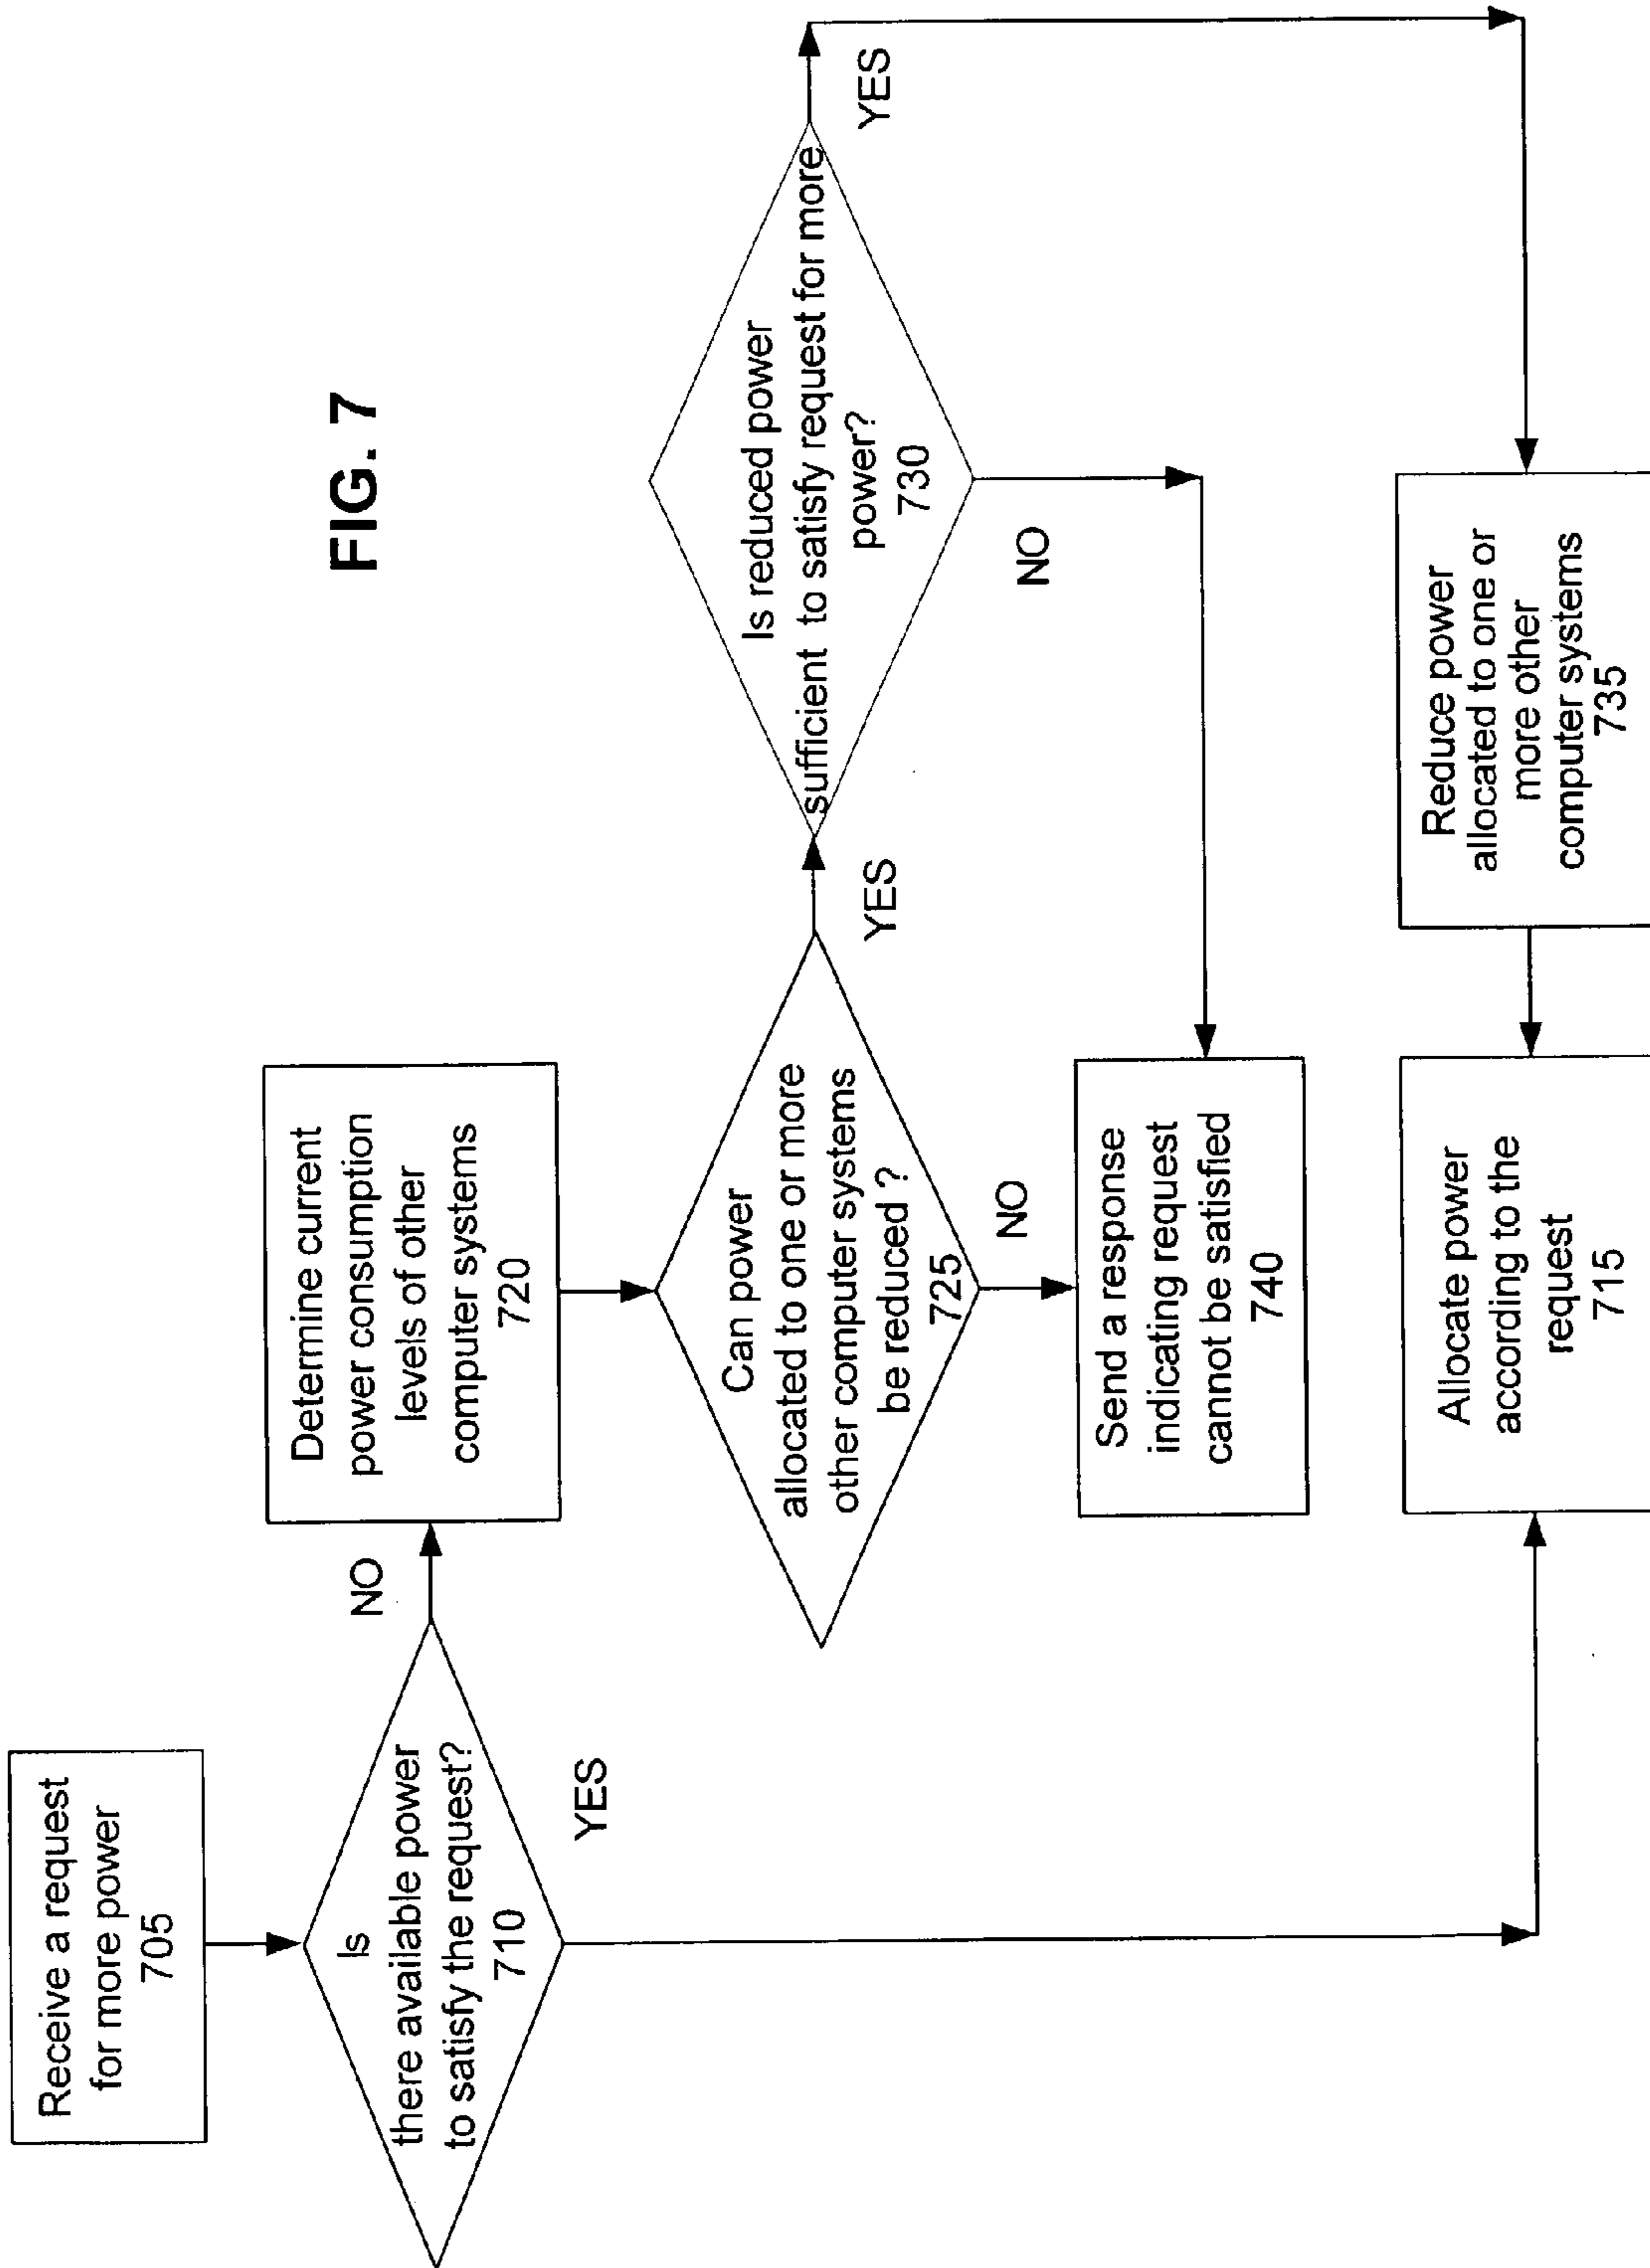 FIG. 7
Receive a request
for more power
705
Is
there available power
to satisfy the request?
710
NO
YES
Determine current
power consumption
levels of other
computer systems
720
Can power
allocated to one or more
other computer systems
be reduced ?
725
YES
NO
Is reduced power
sufficient to satisfy request for more
power?
730
YES
NO
Send a response
indicating request
cannot be satisfied
740
Reduce power
allocated to one or
more other
computer systems
735
Allocate power
according to the
request
715